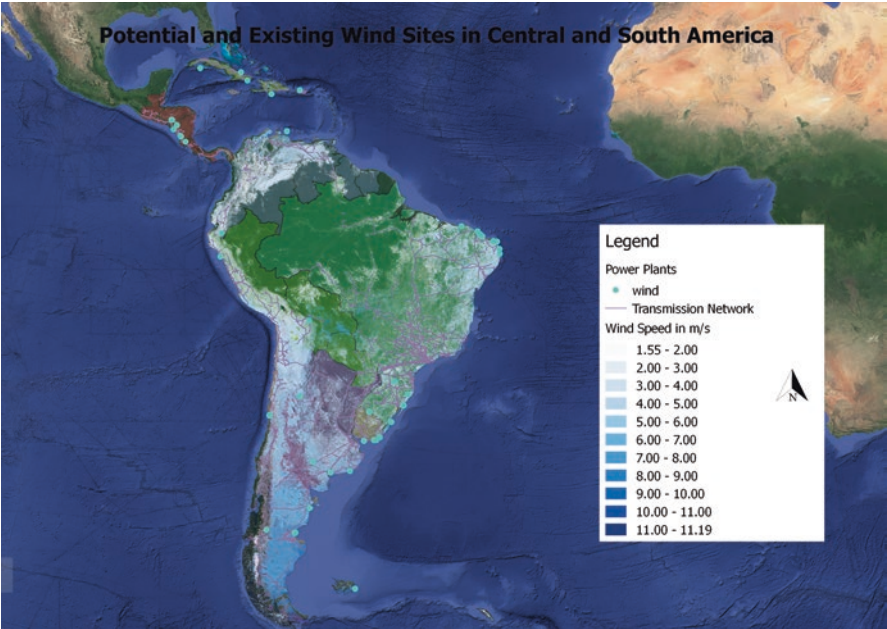 Potential and Existing Wind Sites in Central and South America
Legend
Power Plants
wind
Transmission Network
Wind Speed in m/s
1.55 - 2.00
2.00 - 3.00
3.00 - 4.00
4.00 - 5.00
5.00 - 6.00
6.00 - 7.00
7.00 - 8.00
8.00 - 9.00
9.00 - 10.00
10.00 - 11.00
11.00 - 11.19
N